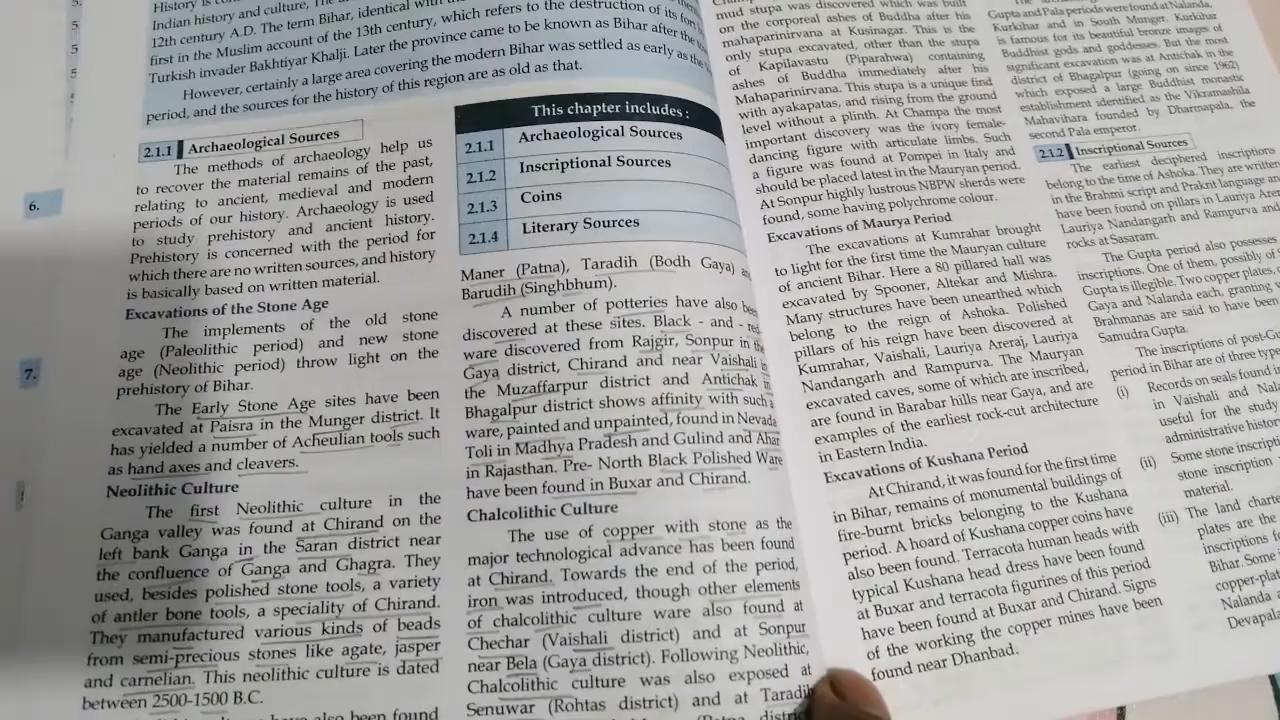 5.
5
5
5
6.
7.
Indian history and culture, The
12th century A.D. The term Bihar, identical with
first in the Muslim account of the 13th century, which refers to the destruction of its
Turkish invader Bakhtiyar Khalji. Later the province came to be known as Bihar after the
However, certainly a large area covering the modern Bihar was settled as early as the
period, and the sources for the history of this region are as old as that.
2.1.1 Archaeological Sources
The methods of archaeology help us
to recover the material remains of the past,
relating to ancient, medieval and modern
periods of our history. Archaeology is used
to study prehistory and ancient history.
Prehistory is concerned with the period for
which there are no written sources, and history
is basically based on written material.
Excavations of the Stone Age
The implements of the old stone
age (Paleolithic period) and new stone
age (Neolithic period) throw light on the
prehistory of Bihar.
The Early Stone Age sites have been
excavated at Paisra in the Munger district. It
has yielded a number of Acheulian tools such
as hand axes and cleavers.
Neolithic Culture
The first Neolithic culture in the
Ganga valley was found at Chirand on the
left bank Ganga in the Saran district near
the confluence of Ganga and Ghagra. They
used, besides polished stone tools, a variety
of antler bone tools, a speciality of Chirand.
They manufactured various kinds of beads
from semi-precious stones like agate, jasper
and carnelian. This neolithic culture is dated
between 2500-1500 B.C.
have also been found
This chapter includes :
2.1.1 Archaeological Sources
2.1.2 Inscriptional Sources
2.1.3 Coins
2.1.4 Literary Sources
Maner (Patna), Taradih (Bodh Gaya)
Barudih (Singhbhum).
A number of potteries have also been
discovered at these sites. Black - and - red
ware discovered from Rajgir, Sonpur in the
Gaya district, Chirand and near Vaishali in
the Muzaffarpur district and Antichak in
Bhagalpur district shows affinity with such
ware, painted and unpainted, found in Nevada
Toli in Madhya Pradesh and Gulind and Ahar
in Rajasthan. Pre- North Black Polished Ware
have been found in Buxar and Chirand.
Chalcolithic Culture
The use of copper with stone as the
major technological advance has been found
at Chirand. Towards the end of the period,
iron was introduced, though other elements
of chalcolithic culture ware also found at
Chechar (Vaishali district) and at Sonpur
near Bela (Gaya district). Following Neolithic,
Chalcolithic culture was also exposed at
Senuwar (Rohtas district) and at Taradih
mud stupa was discovered which was built
on the corporeal ashes of Buddha after his
mahaparinirvana at Kusinagar. This is the
only stupa excavated, other than the stupa
of Kapilavastu (Piparahwa) containing
ashes of Buddha immediately after his
Mahaparinirvana. This stupa is a unique find
with ayakapatas, and rising from the ground
level without a plinth. At Champa the most
important discovery was the ivory female-
dancing figure with articulate limbs. Such
a figure was found at Pompei in Italy and
should be placed latest in the Mauryan period.
At Sonpur highly lustrous NBPW sherds were
found, some having polychrome colour.
Excavations of Maurya Period
The excavations at Kumrahar brought
to light for the first time the Mauryan culture
of ancient Bihar. Here a 80 pillared hall was
excavated by Spooner, Altekar and Mishra.
Many structures have been unearthed which
belong to the reign of Ashoka. Polished
pillars of his reign have been discovered at
Kumrahar, Vaishali, Lauriya Areraj, Lauriya
Nandangarh and Rampurva. The Mauryan
excavated caves, some of which are inscribed,
are found in Barabar hills near Gaya, and are
examples of the earliest rock-cut architecture
in Eastern India.
Excavations of Kushana Period
At Chirand, it was found for the first time
in Bihar, remains of monumental buildings of
fire-burnt bricks belonging to the Kushana
period. A hoard of Kushana copper coins have
also been found. Terracota human heads with
typical Kushana head dress have been found
at Buxar and terracota figurines of this period
have been found at Buxar and Chirand. Signs
of the working the copper mines have been
found near Dhanbad.
Gupta and Pala periods were found at Nalanda,
Kurkihar and in South Munger. Kurkihar
is famous for its beautiful bronze images of
Buddhist gods and goddesses. But the most
significant excavation was at Antichak in the
district of Bhagalpur (going on since 1962)
which exposed a large Buddhist monastic
establishment identified as the Vikramashila
Mahavihara founded by Dharmapala, the
second Pala emperor.
2.1.2 Inscriptional Sources
The earliest deciphered inscriptions
belong to the time of Ashoka. They are written
in the Brahmi script and Prakrit language an
have been found on pillars in Lauriya Arer
Lauriya Nandangarh and Rampurva and
rocks at Sasaram.
The Gupta period also possesses
inscriptions. One of them, possibly of
Gupta is illegible. Two copper plates,
Gaya and Nalanda each, granting
Brahmanas are said to have been
Samudra Gupta.
The inscriptions of post-G
period in Bihar are of three typ
(i) Records on seals found i
in Vaishali and Nal
useful for the study
administrative histor
(ii) Some stone inscript
stone inscription
material.
(iii) The land charte
plates are the
inscriptions f
Bihar. Some
copper-pla
Nalanda
Devapal